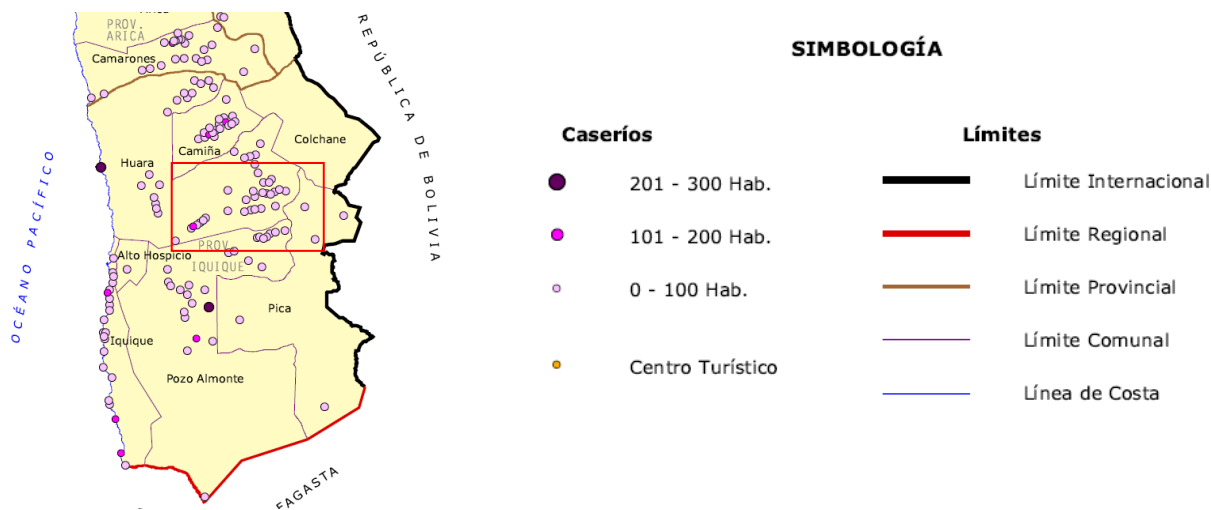 PROV.
ARICA
Camarones
REPÚBLICA DE BOLIVIA
Colchane
Camiña
Huara
OCÉANO PACÍFICO
PROV.
IQUIQUE
Alto Hospicio
Pica
Iquique
Pozo Almonte
FAGASTA
SIMBOLOGÍA
Caseríos
201 - 300 Hab.
101 - 200 Hab.
0 - 100 Hab.
Centro Turístico
Límites
Límite Internacional
Límite Regional
Límite Provincial
Límite Comunal
Línea de Costa